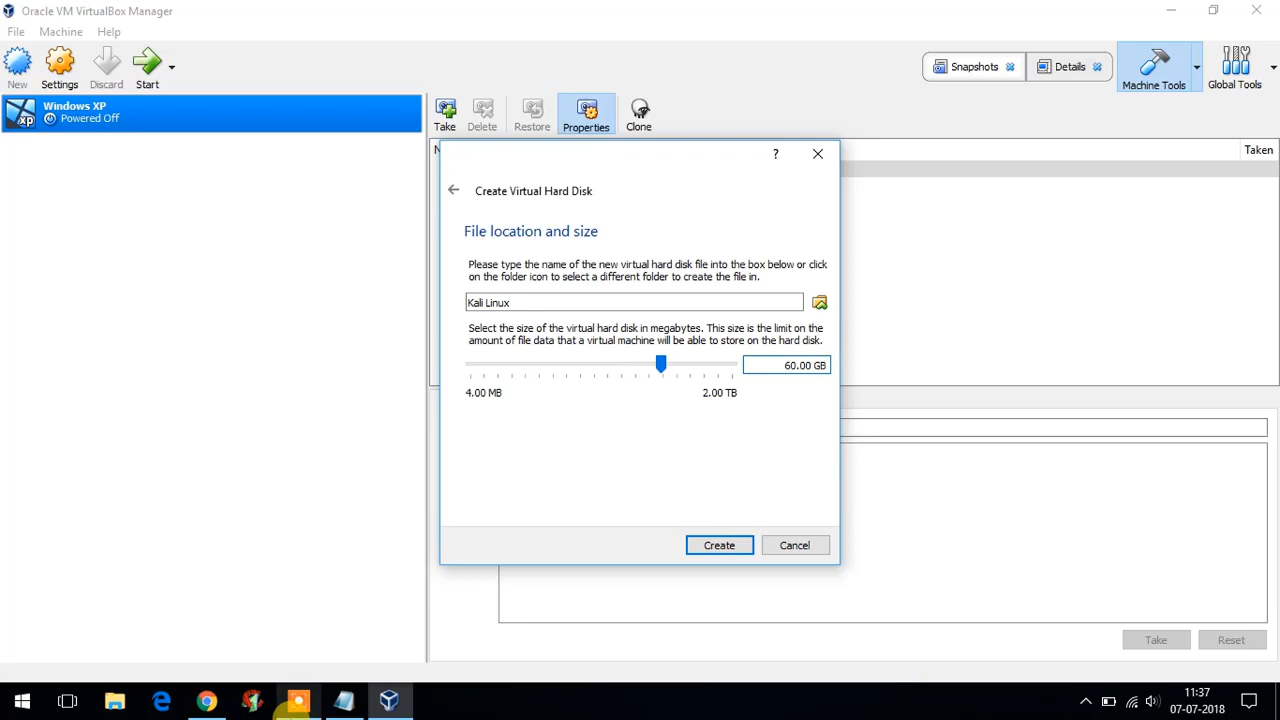 Oracle VM VirtualBox Manager
File Machine Help
New Settings Discard Start
Snapshots Details Machine Tools Global Tools
Windows XP
Powered Off
XP
Take Delete Restore Properties Clone
N Taken
?
Create Virtual Hard Disk
File location and size
Please type the name of the new virtual hard disk file into the box below or click
on the folder icon to select a different folder to create the file in.
Kali Linux
Select the size of the virtual hard disk in megabytes. This size is the limit on the
amount of file data that a virtual machine will be able to store on the hard disk.
60.00 GB
4.00 MB 2.00 TB
Create Cancel
Take Reset
11:37
07-07-2018